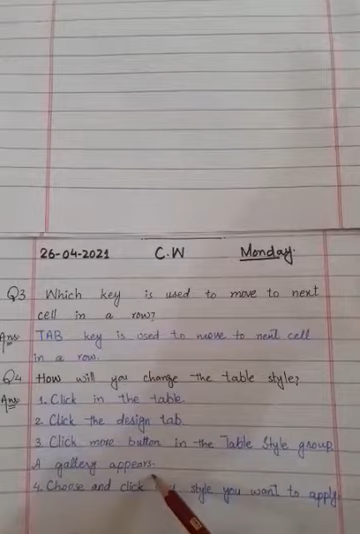 26-04-2021 C.W Monday.
Q3 Which key is used to move to next
cell in a row?
Ans TAB key is used to move to next cell
in a row.
Q4 How will you change the table style?
Ans 1. Click in the table.
2. Click the design tab.
3. Click more button in the Table Style group.
A gallery appears.
4. Choose and click style you want to apply.